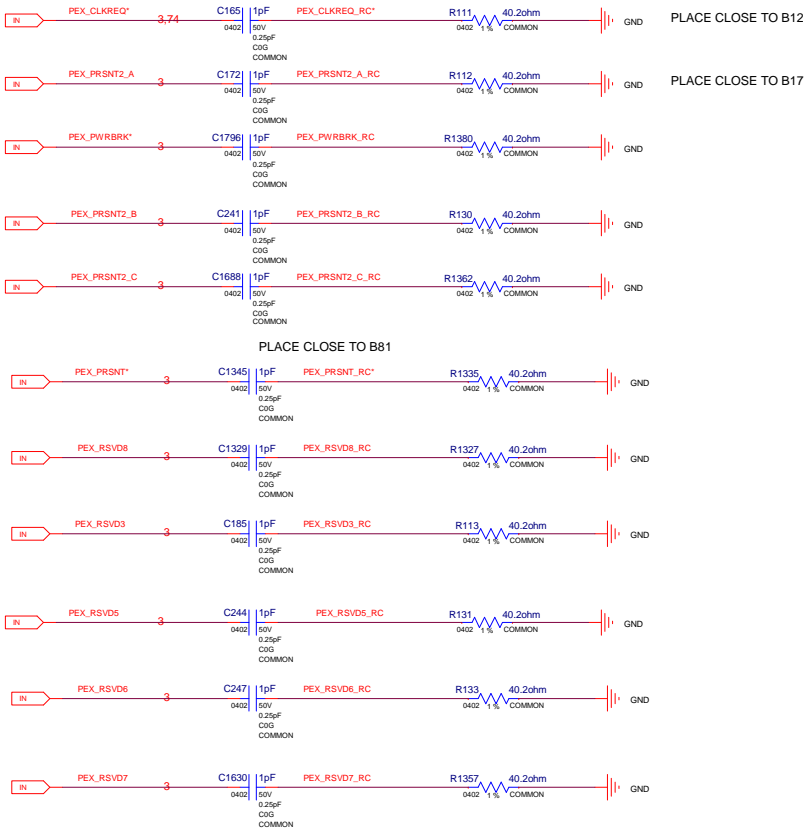 IN PEX_CLKREQ* 3,74 C165 1pF PEX_CLKREQ_RC* R111 40.2ohm GND PLACE CLOSE TO B12
0402 50V 0402 1% COMMON
0.25pF
C0G
COMMON
IN PEX_PRSNT2_A 3 C172 1pF PEX_PRSNT2_A_RC R112 40.2ohm GND PLACE CLOSE TO B17
0402 50V 0402 1% COMMON
0.25pF
C0G
COMMON
IN PEX_PWRBRK* 3 C1796 1pF PEX_PWRBRK_RC R1380 40.2ohm GND
0402 50V 0402 1% COMMON
0.25pF
C0G
COMMON
IN PEX_PRSNT2_B 3 C241 1pF PEX_PRSNT2_B_RC R130 40.2ohm GND
0402 50V 0402 1% COMMON
0.25pF
C0G
COMMON
IN PEX_PRSNT2_C 3 C1688 1pF PEX_PRSNT2_C_RC R1362 40.2ohm GND
0402 50V 0402 1% COMMON
0.25pF
C0G
COMMON
PLACE CLOSE TO B81
IN PEX_PRSNT* 3 C1345 1pF PEX_PRSNT_RC* R1335 40.2ohm GND
0402 50V 0402 1% COMMON
0.25pF
C0G
COMMON
IN PEX_RSVD8 3 C1329 1pF PEX_RSVD8_RC R1327 40.2ohm GND
0402 50V 0402 1% COMMON
0.25pF
C0G
COMMON
IN PEX_RSVD3 3 C185 1pF PEX_RSVD3_RC R113 40.2ohm GND
0402 50V 0402 1% COMMON
0.25pF
C0G
COMMON
IN PEX_RSVD5 3 C244 1pF PEX_RSVD5_RC R131 40.2ohm GND
0402 50V 0402 1% COMMON
0.25pF
C0G
COMMON
IN PEX_RSVD6 3 C247 1pF PEX_RSVD6_RC R133 40.2ohm GND
0402 50V 0402 1% COMMON
0.25pF
C0G
COMMON
IN PEX_RSVD7 3 C1630 1pF PEX_RSVD7_RC R1357 40.2ohm GND
0402 50V 0402 1% COMMON
0.25pF
C0G
COMMON